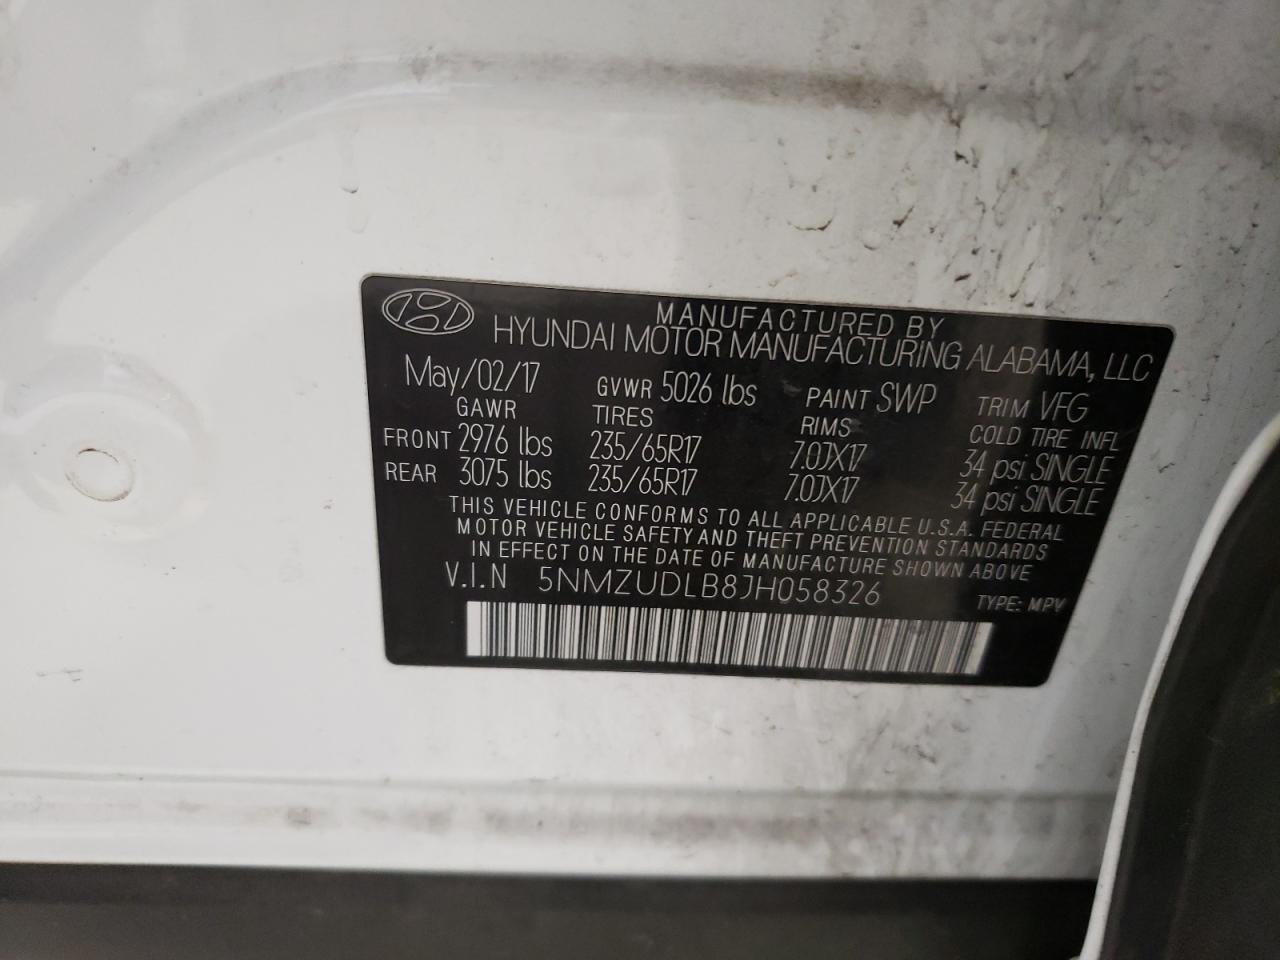 MANUFACTURED BY
HYUNDAI MOTOR MANUFACTURING ALABAMA, LLC
May/02/17 GVWR 5026 lbs PAINT SWP TRIM VFG
GAWR TIRES RIMS COLD TIRE INFL
FRONT 2976 lbs 235/65R17 7.0JX17 34 psi SINGLE
REAR 3075 lbs 235/65R17 7.0JX17 34 psi SINGLE
THIS VEHICLE CONFORMS TO ALL APPLICABLE U.S.A. FEDERAL
MOTOR VEHICLE SAFETY AND THEFT PREVENTION STANDARDS
IN EFFECT ON THE DATE OF MANUFACTURE SHOWN ABOVE
V.I.N 5NMZUDLB8JH058326 TYPE: MPV